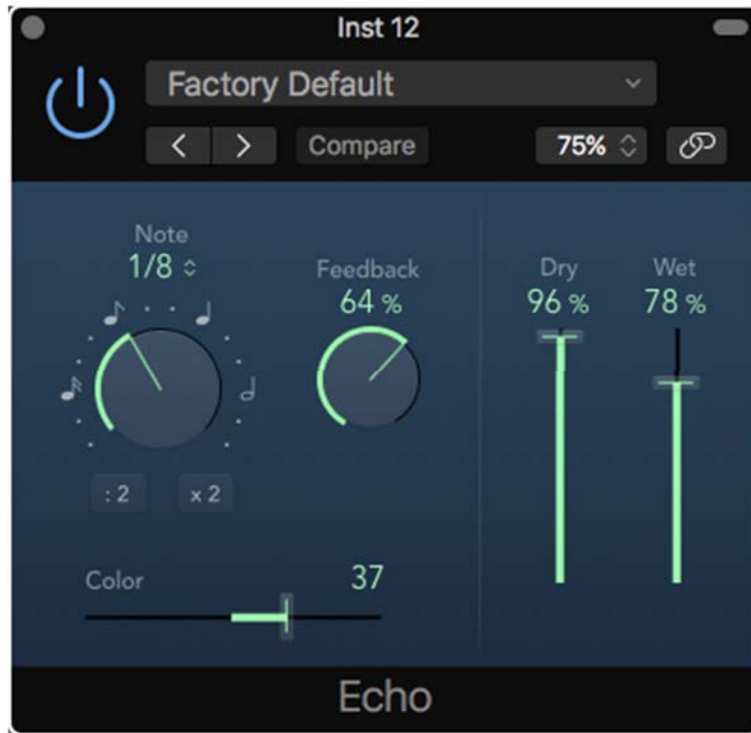 Inst 12
Factory Default
Compare
75%
Note
1/8
Feedback
64 %
Dry
96 %
Wet
78 %
: 2
x 2
Color
37
Echo